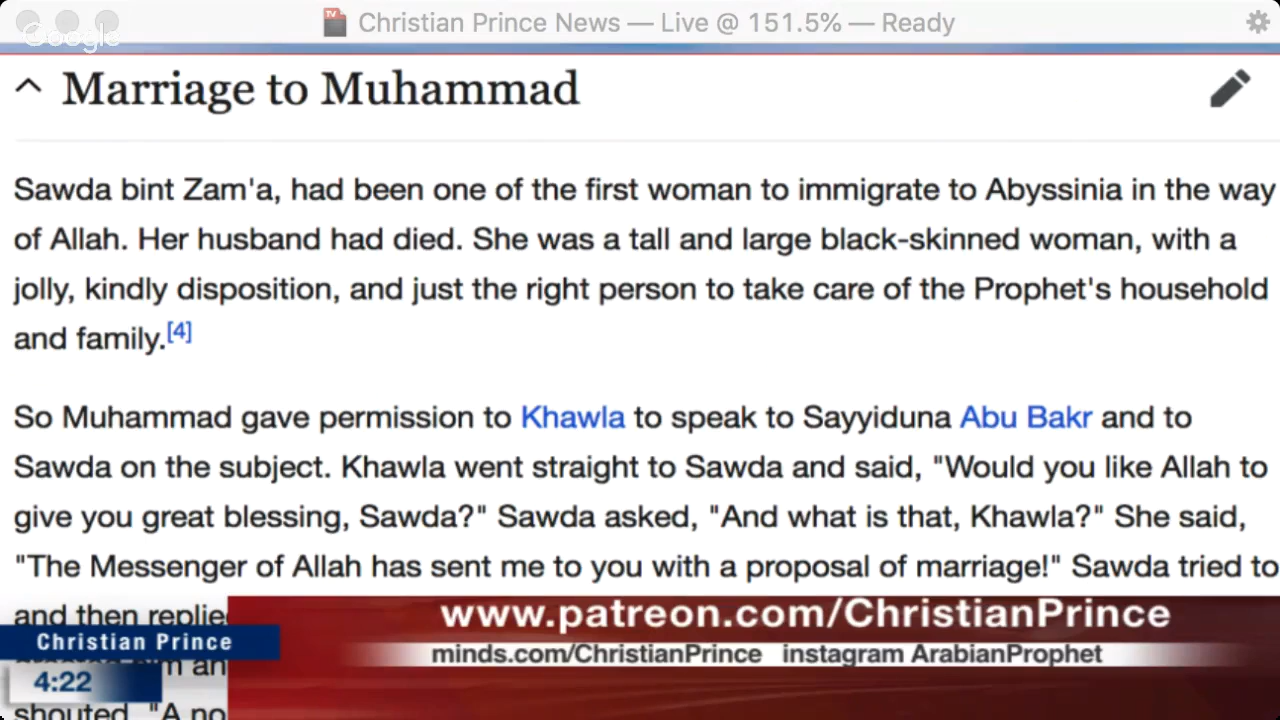 Christian Prince News — Live @ 151.5% — Ready
Google
Marriage to Muhammad
Sawda bint Zam'a, had been one of the first woman to immigrate to Abyssinia in the way
of Allah. Her husband had died. She was a tall and large black-skinned woman, with a
jolly, kindly disposition, and just the right person to take care of the Prophet's household
and family.[4]
So Muhammad gave permission to Khawla to speak to Sayyiduna Abu Bakr and to
Sawda on the subject. Khawla went straight to Sawda and said, "Would you like Allah to
give you great blessing, Sawda?" Sawda asked, "And what is that, Khawla?" She said,
"The Messenger of Allah has sent me to you with a proposal of marriage!" Sawda tried to
and then
www.patreon.com/ChristianPrince
Christian Prince
minds.com/ChristianPrince instagram ArabianProphet
4:22
shouted, "A